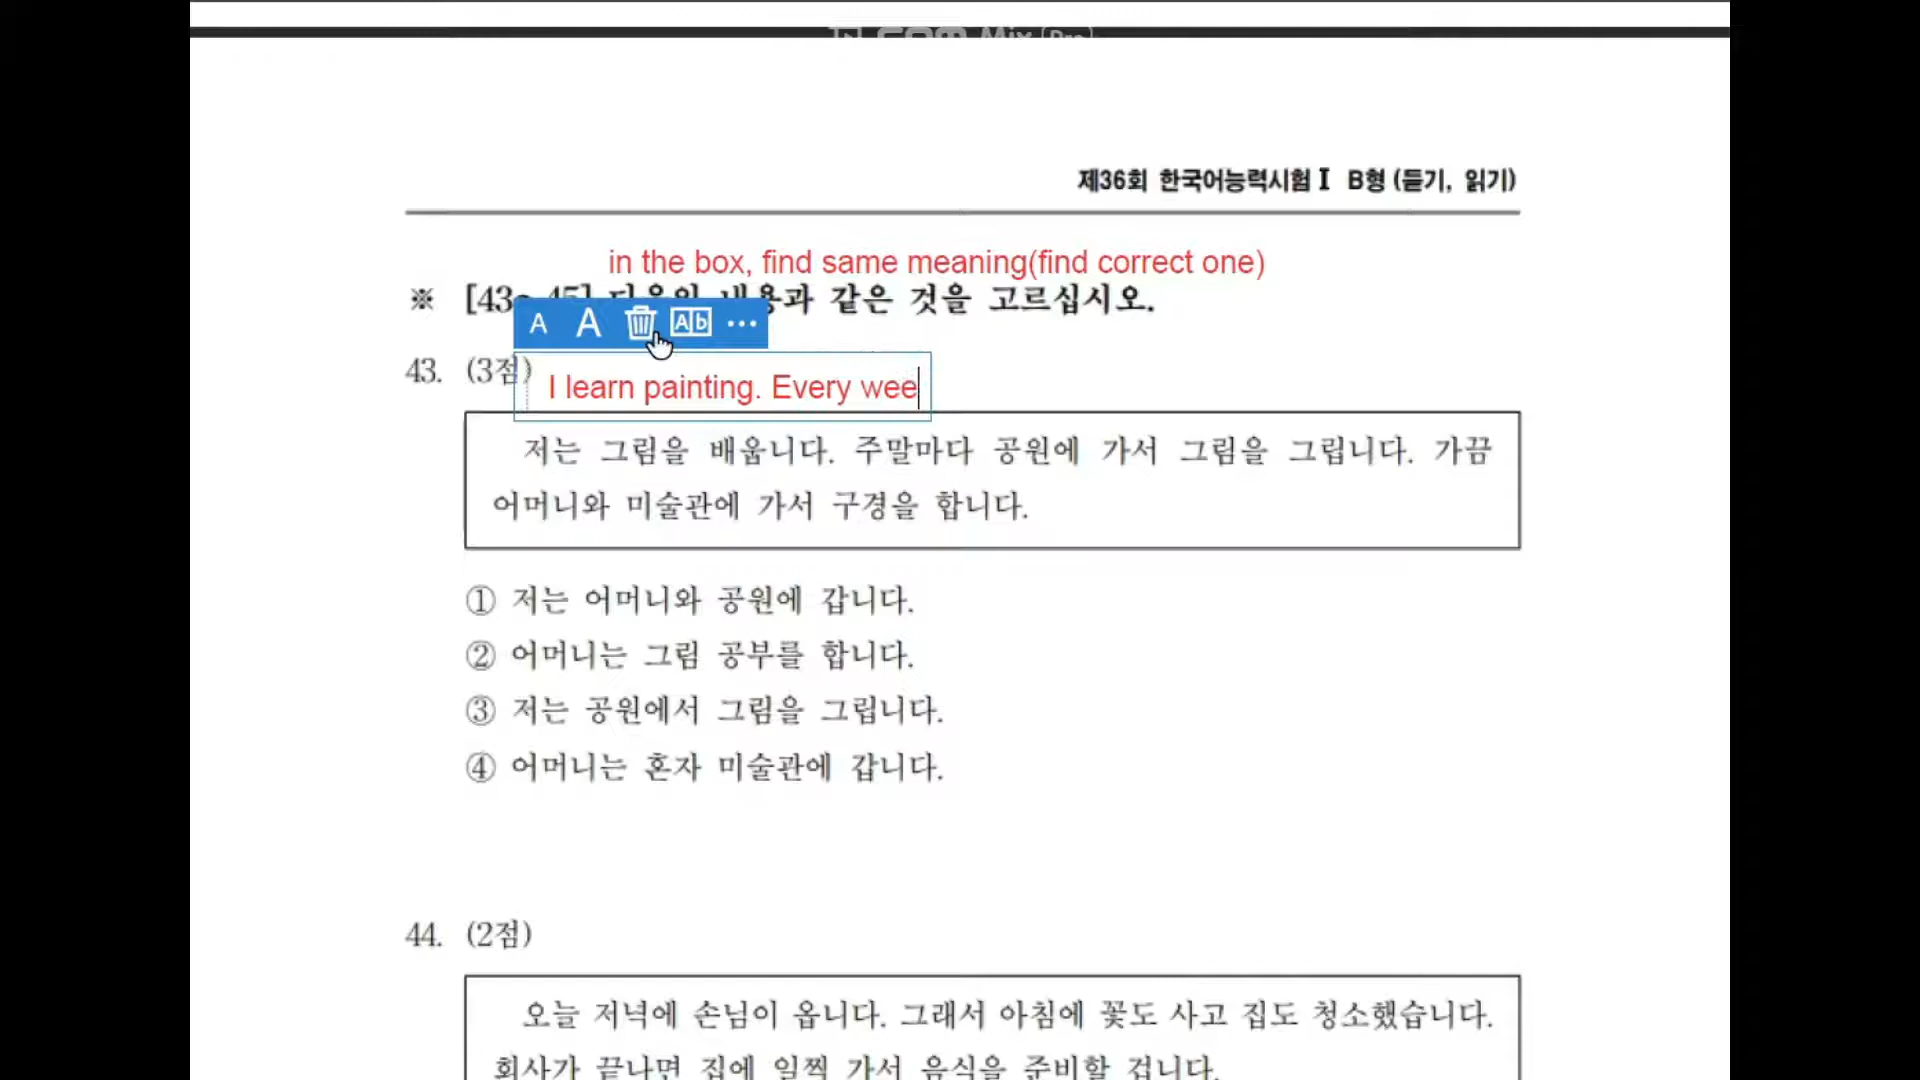 제36회 한국어능력시험 I B형 (듣기, 읽기)
in the box, find same meaning(find correct one)
※ [43~45] 다음의 내용과 같은 것을 고르십시오.
A A Ab ...
43. (3점)
I learn painting. Every wee
저는 그림을 배웁니다. 주말마다 공원에 가서 그림을 그립니다. 가끔
어머니와 미술관에 가서 구경을 합니다.
① 저는 어머니와 공원에 갑니다.
② 어머니는 그림 공부를 합니다.
③ 저는 공원에서 그림을 그립니다.
④ 어머니는 혼자 미술관에 갑니다.
44. (2점)
오늘 저녁에 손님이 옵니다. 그래서 아침에 꽃도 사고 집도 청소했습니다.
회사가 끝나면 집에 일찍 가서 음식을 준비할 겁니다.